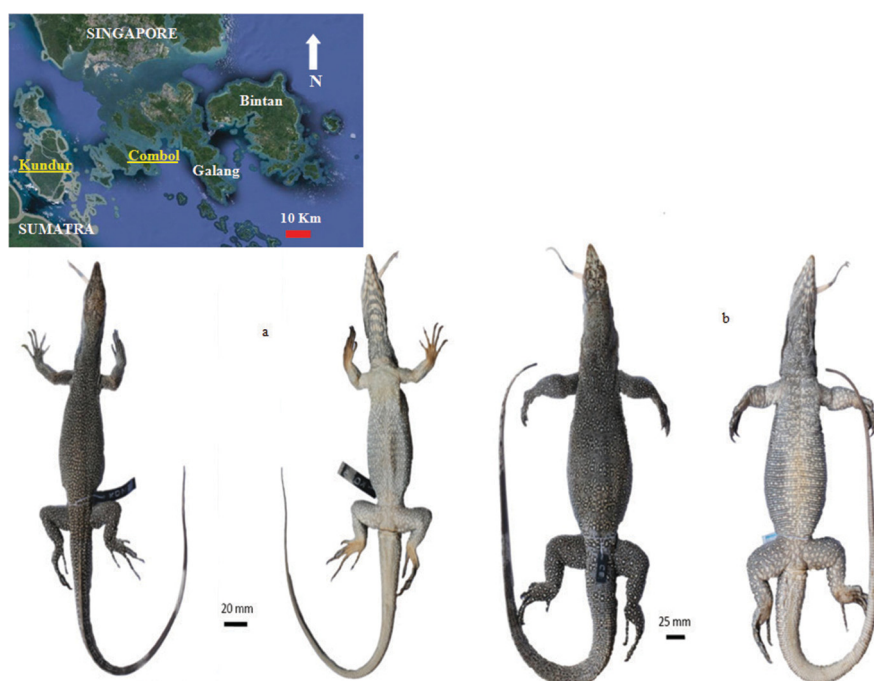 SINGAPORE
N
Bintan
Combol
Kundur
Galang
SUMATRA
10 Km
a
b
20 mm
25 mm